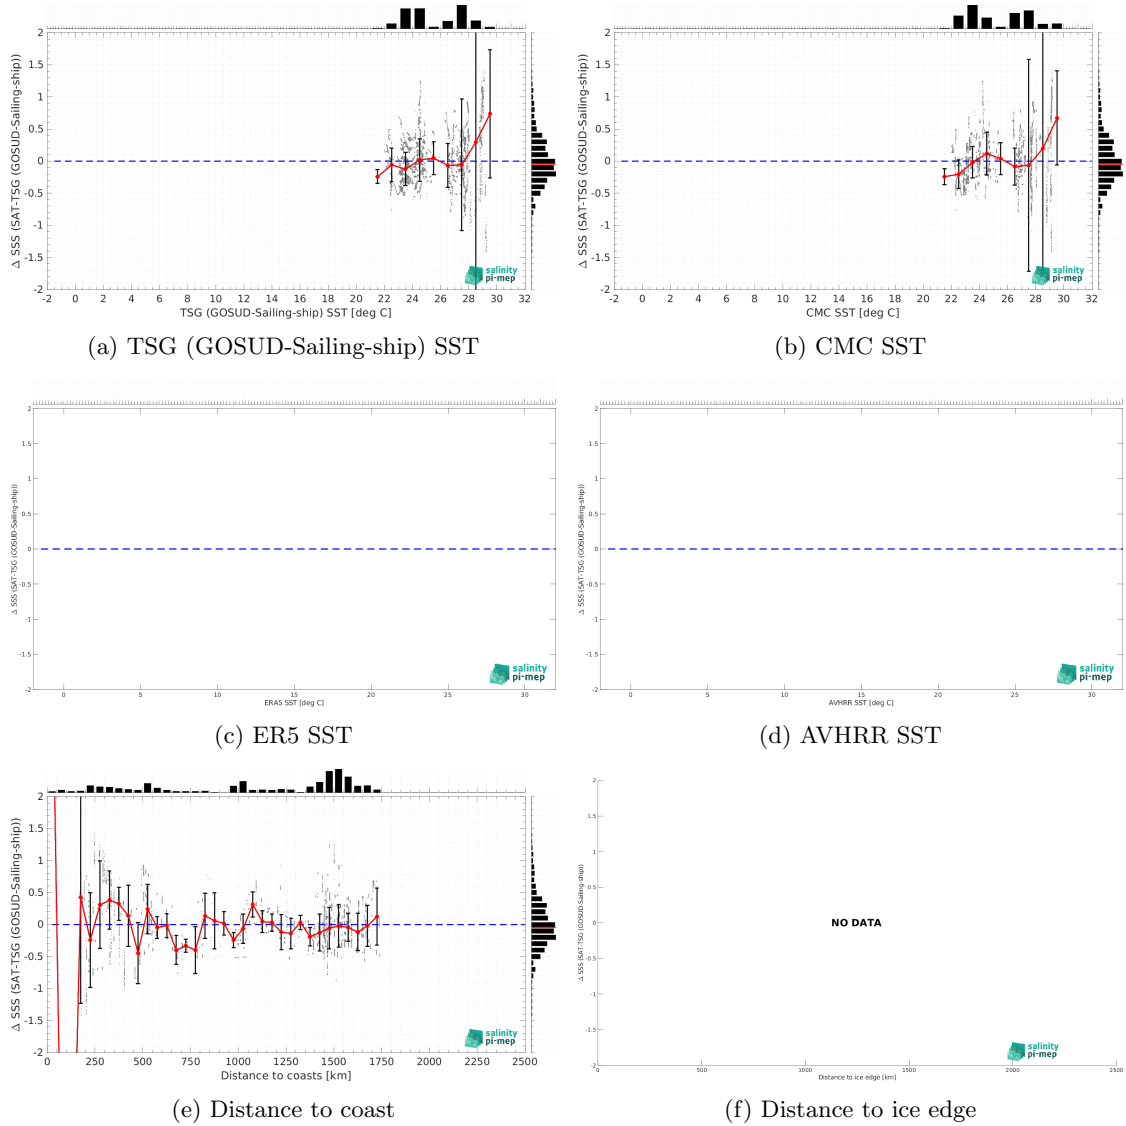 Δ SSS (SAT-TSG (GOSUD-Sailing-ship))
2
1.5
1
0.5
0
-0.5
-1
-1.5
-2
-2 0 2 4 6 8 10 12 14 16 18 20 22 24 26 28 30 32
TSG (GOSUD-Sailing-ship) SST [deg C]
salinity
pi-mep
(a) TSG (GOSUD-Sailing-ship) SST
Δ SSS (SAT-TSG (GOSUD-Sailing-ship))
2
1.5
1
0.5
0
-0.5
-1
-1.5
-2
-2 0 2 4 6 8 10 12 14 16 18 20 22 24 26 28 30 32
CMC SST [deg C]
salinity
pi-mep
(b) CMC SST
Δ SSS (SAT-TSG (GOSUD-Sailing-ship))
2
1.5
1
0.5
0
-0.5
-1
-1.5
-2
0 5 10 15 20 25 30
ERA5 SST [deg C]
salinity
pi-mep
(c) ER5 SST
Δ SSS (SAT-TSG (GOSUD-Sailing-ship))
2
1.5
1
0.5
0
-0.5
-1
-1.5
-2
0 5 10 15 20 25 30
AVHRR SST [deg C]
salinity
pi-mep
(d) AVHRR SST
Δ SSS (SAT-TSG (GOSUD-Sailing-ship))
2
1.5
1
0.5
0
-0.5
-1
-1.5
-2
0 250 500 750 1000 1250 1500 1750 2000 2250 2500
Distance to coasts [km]
salinity
pi-mep
(e) Distance to coast
Δ SSS (SAT-TSG (GOSUD-Sailing-ship))
2
1.5
1
0.5
0
-0.5
-1
-1.5
-2
NO DATA
0 500 1000 1500 2000 2500
Distance to ice edge [km]
salinity
pi-mep
(f) Distance to ice edge